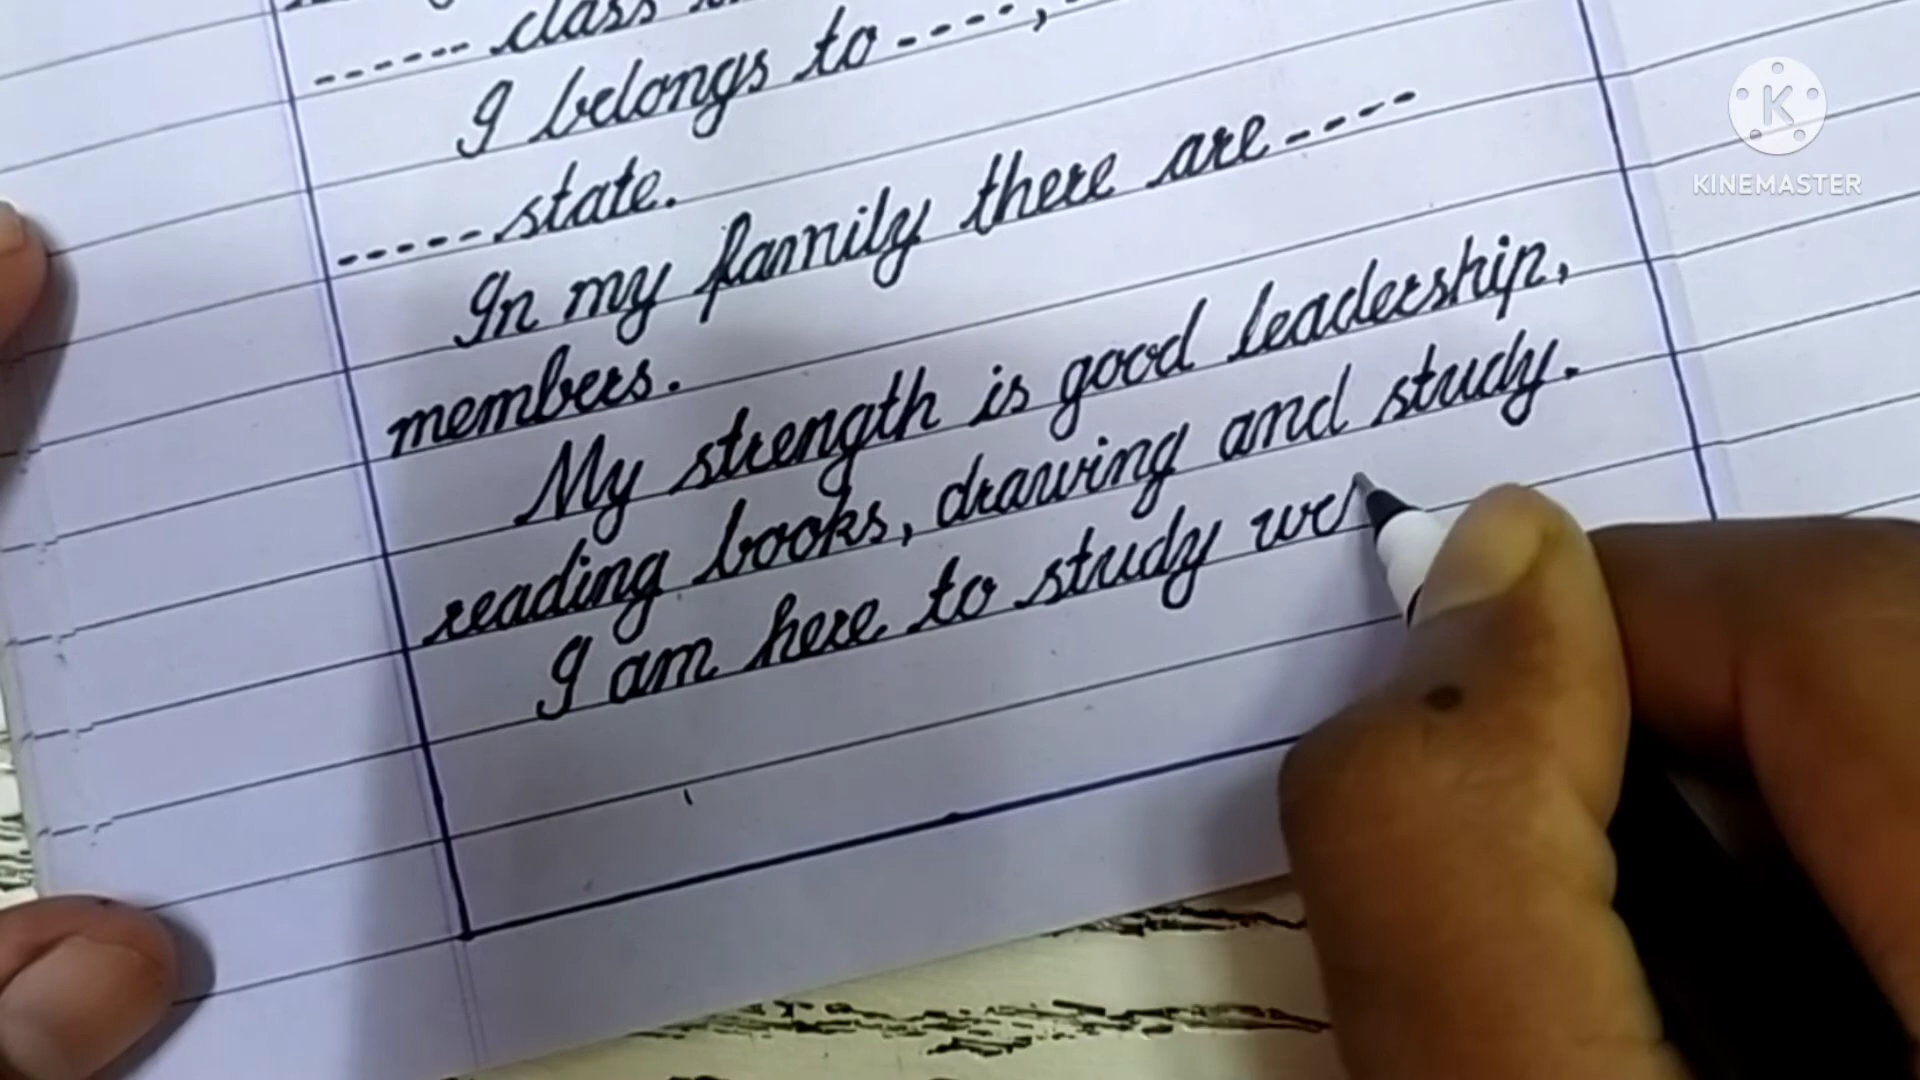 ------ class
I belongs to ----,
----- state.
In my family there are ----
members.
My strength is good leadership,
reading books, drawing and study.
I am here to study we
KINEMASTER